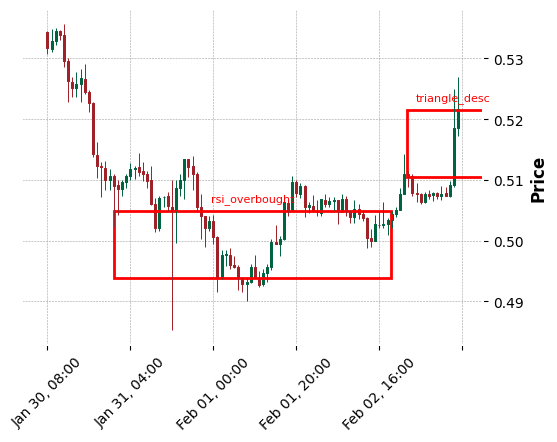 triangle_desc
rsi_overbought
0.53
0.52
0.51
0.50
0.49
Price
Jan 30, 08:00
Jan 31, 04:00
Feb 01, 00:00
Feb 01, 20:00
Feb 02, 16:00